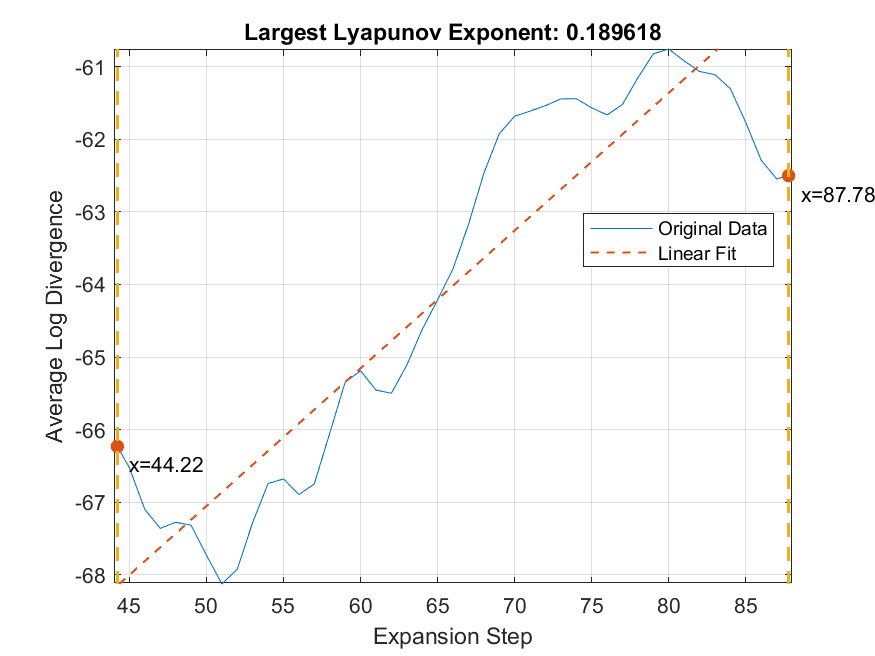 Largest Lyapunov Exponent: 0.189618
Average Log Divergence
-61
-62
-63
-64
-65
-66
-67
-68
x=87.78
Original Data
Linear Fit
x=44.22
45 50 55 60 65 70 75 80 85
Expansion Step